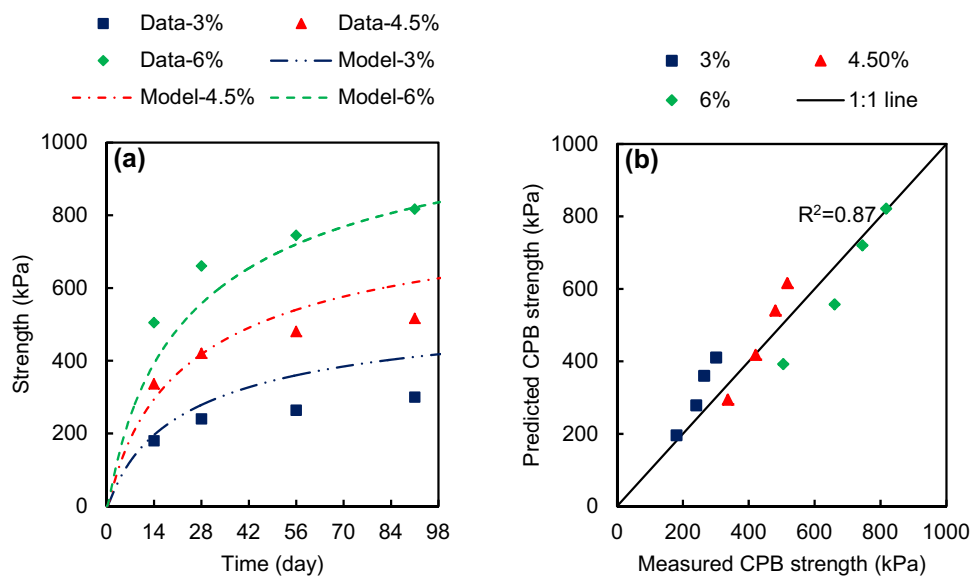 Data-3% Data-4.5%
Data-6% Model-3%
Model-4.5% Model-6%
(a)
1000
800
600
400
200
0
Strength (kPa)
0 14 28 42 56 70 84 98
Time (day)
3% 4.50%
6% 1:1 line
(b)
R²=0.87
1000
800
600
400
200
0
Predicted CPB strength (kPa)
0 200 400 600 800 1000
Measured CPB strength (kPa)